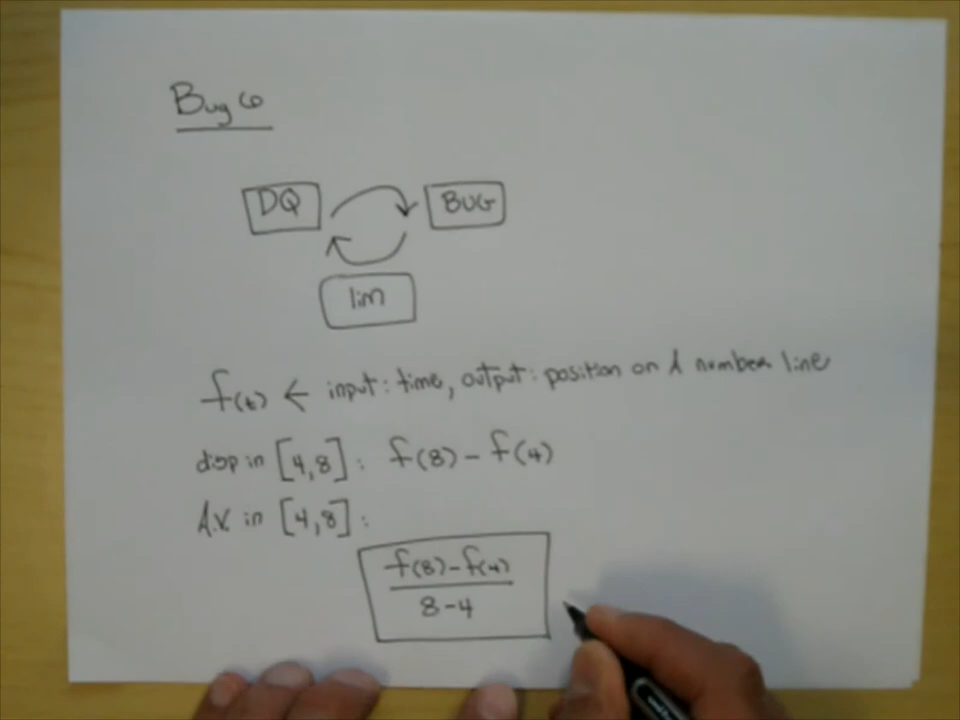 Bug 6
DQ BUG
lim
f(t) ← input: time, output: position on A number line
disp in [4,8]: f(8) - f(4)
A.V. in [4,8]:
f(8) - f(4)
8 - 4